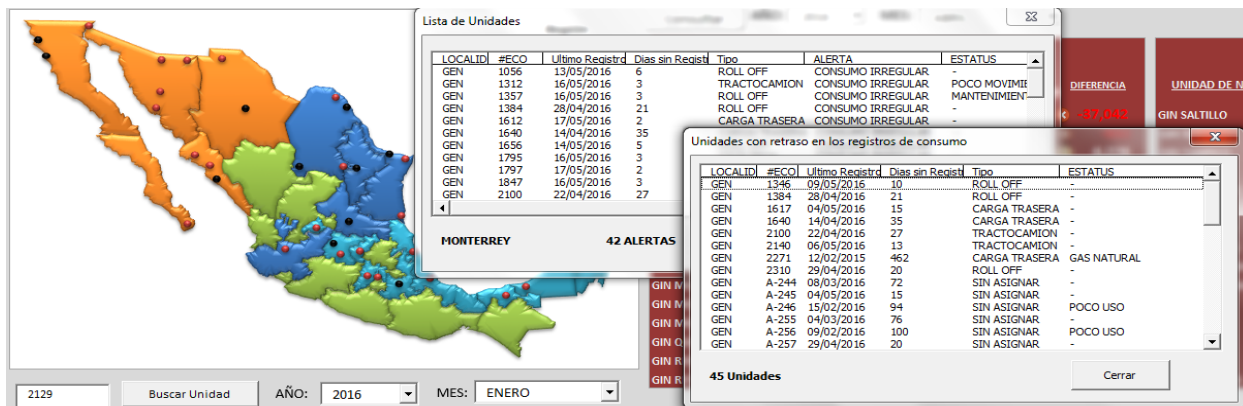 Lista de Unidades
LOCALID #ECO Ultimo Registro Dias sin Registr Tipo ALERTA ESTATUS
GEN 1056 13/05/2016 6 ROLL OFF CONSUMO IRREGULAR -
GEN 1312 16/05/2016 3 TRACTOCAMION CONSUMO IRREGULAR POCO MOVIMIE
GEN 1357 16/05/2016 3 ROLL OFF CONSUMO IRREGULAR MANTENIMIEN
GEN 1384 28/04/2016 21 ROLL OFF CONSUMO IRREGULAR -
GEN 1612 17/05/2016 2 CARGA TRASERA CONSUMO IRREGULAR -
GEN 1640 14/04/2016 35
GEN 1656 14/05/2016 5
GEN 1795 16/05/2016 3
GEN 1797 17/05/2016 2
GEN 1847 16/05/2016 3
GEN 2100 22/04/2016 27
MONTERREY 42 ALERTAS
DIFERENCIA UNIDAD DE N
-37,042 GIN SALTILLO
Unidades con retraso en los registros de consumo
LOCALID #ECO Ultimo Registro Dias sin Registr Tipo ESTATUS
GEN 1346 09/05/2016 10 ROLL OFF -
GEN 1384 28/04/2016 21 ROLL OFF -
GEN 1617 04/05/2016 15 CARGA TRASERA -
GEN 1640 14/04/2016 35 CARGA TRASERA -
GEN 2100 22/04/2016 27 TRACTOCAMION -
GEN 2140 06/05/2016 13 TRACTOCAMION -
GEN 2271 12/02/2015 462 CARGA TRASERA GAS NATURAL
GEN 2310 29/04/2016 20 ROLL OFF -
GEN A-244 08/03/2016 72 SIN ASIGNAR -
GEN A-245 04/05/2016 15 SIN ASIGNAR -
GEN A-246 15/02/2016 94 SIN ASIGNAR POCO USO
GEN A-255 04/03/2016 76 SIN ASIGNAR -
GEN A-256 09/02/2016 100 SIN ASIGNAR POCO USO
GEN A-257 29/04/2016 20 SIN ASIGNAR -
45 Unidades Cerrar
GIN M
GIN M
GIN M
GIN Q
GIN R
GIN R
2129 Buscar Unidad AÑO: 2016 MES: ENERO